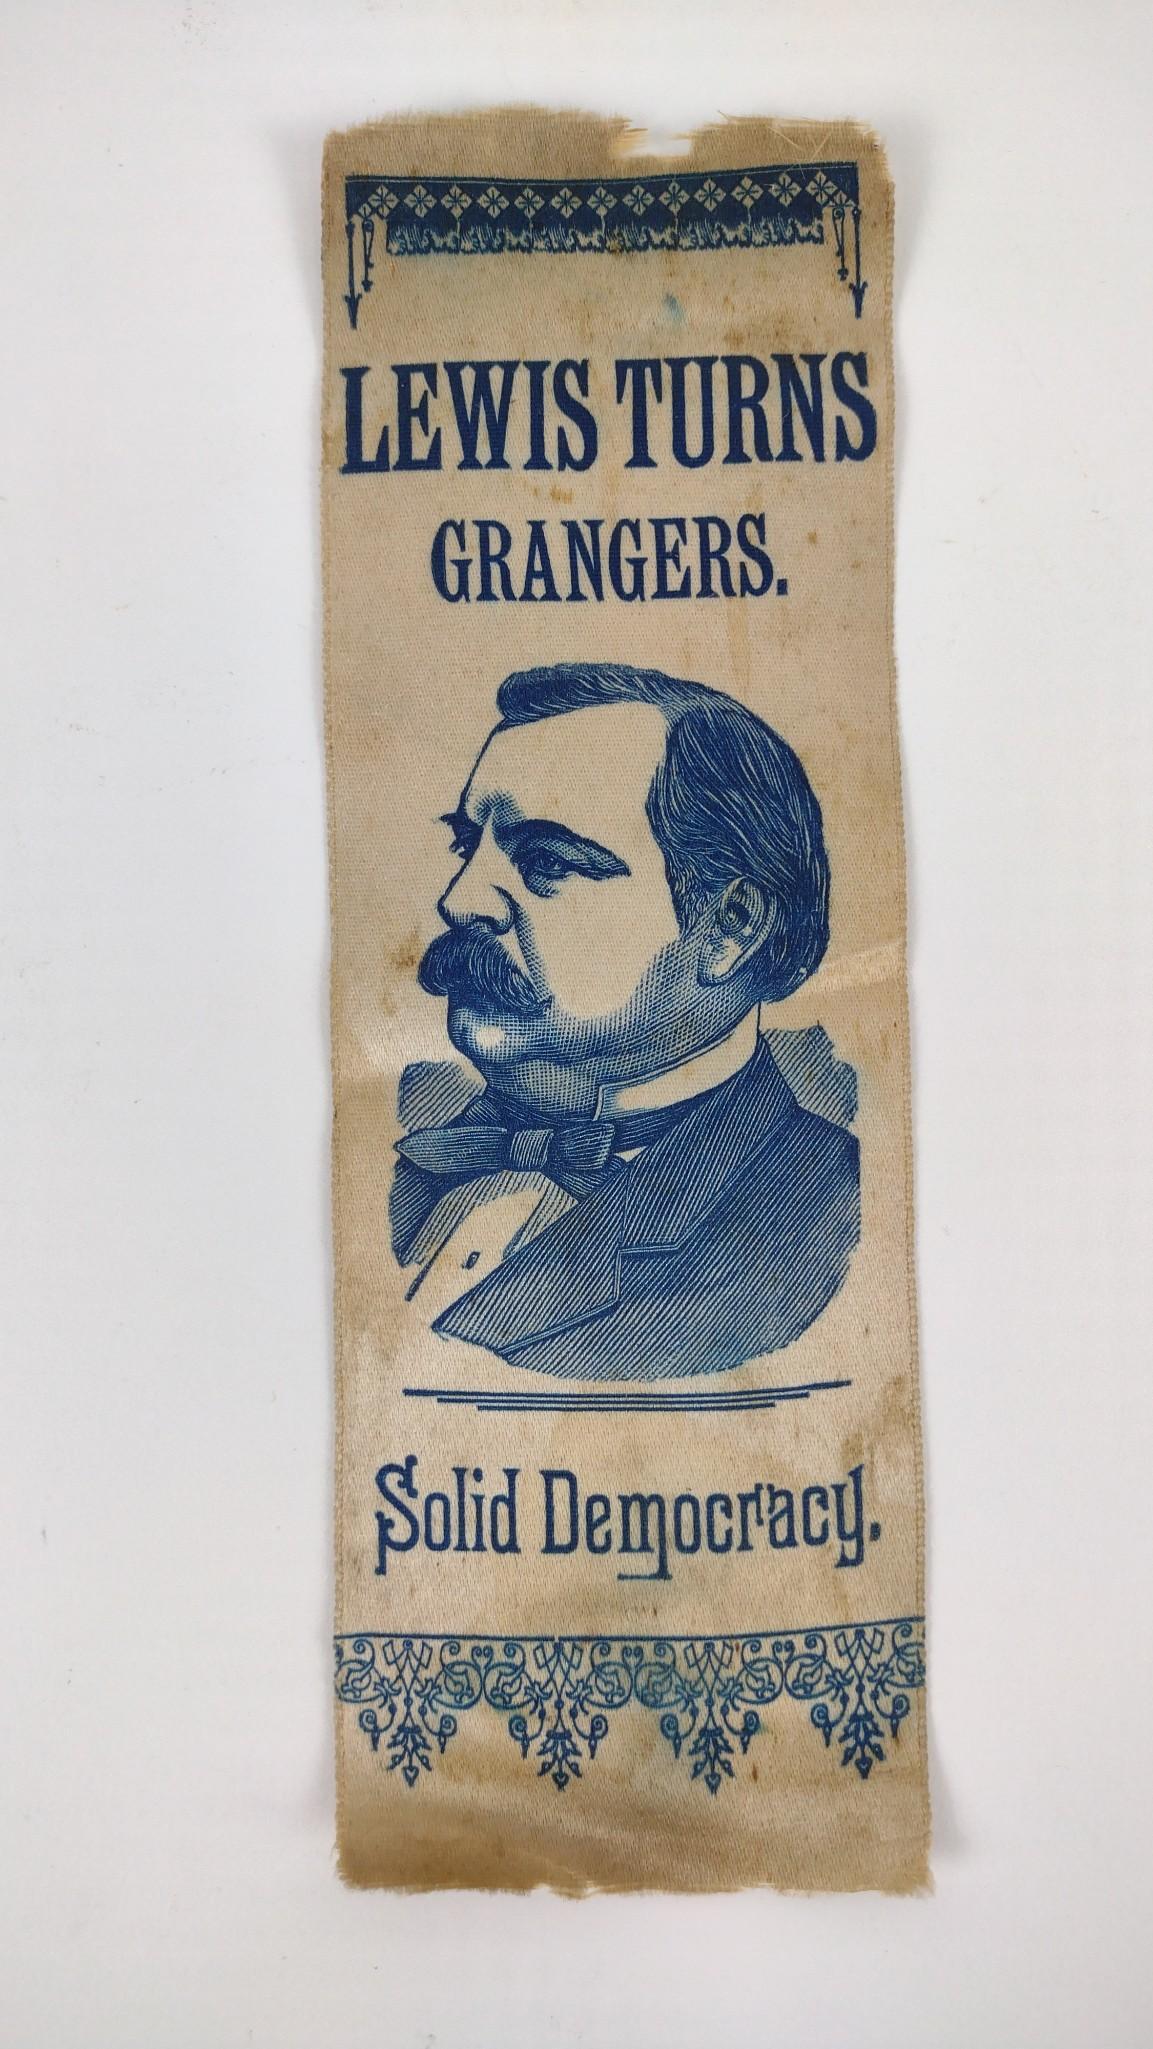 LEWIS TURNS
GRANGERS.
Solid Democracy.